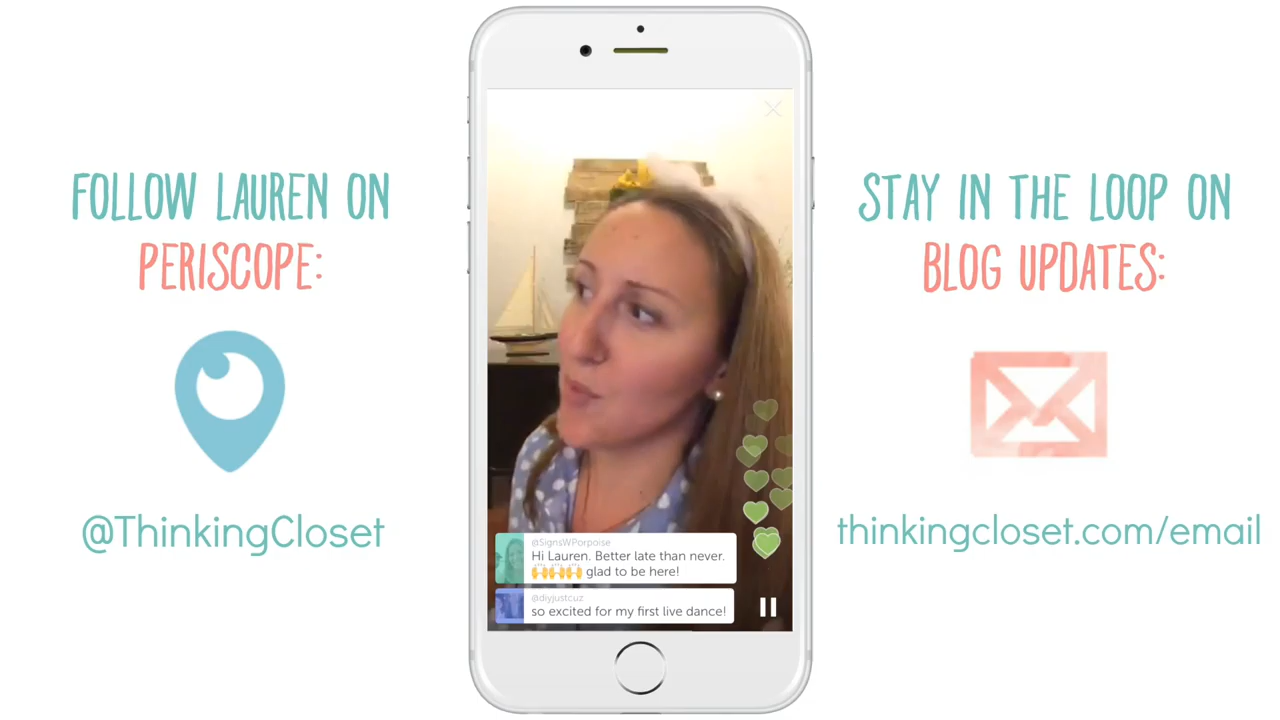 FOLLOW LAUREN ON
PERISCOPE:
@ThinkingCloset
@SignsWPorpoise
Hi Lauren. Better late than never.
🙌🙌🙌🙌 glad to be here!
@diyjustcuz
so excited for my first live dance!
STAY IN THE LOOP ON
BLOG UPDATES:
thinkingcloset.com/email